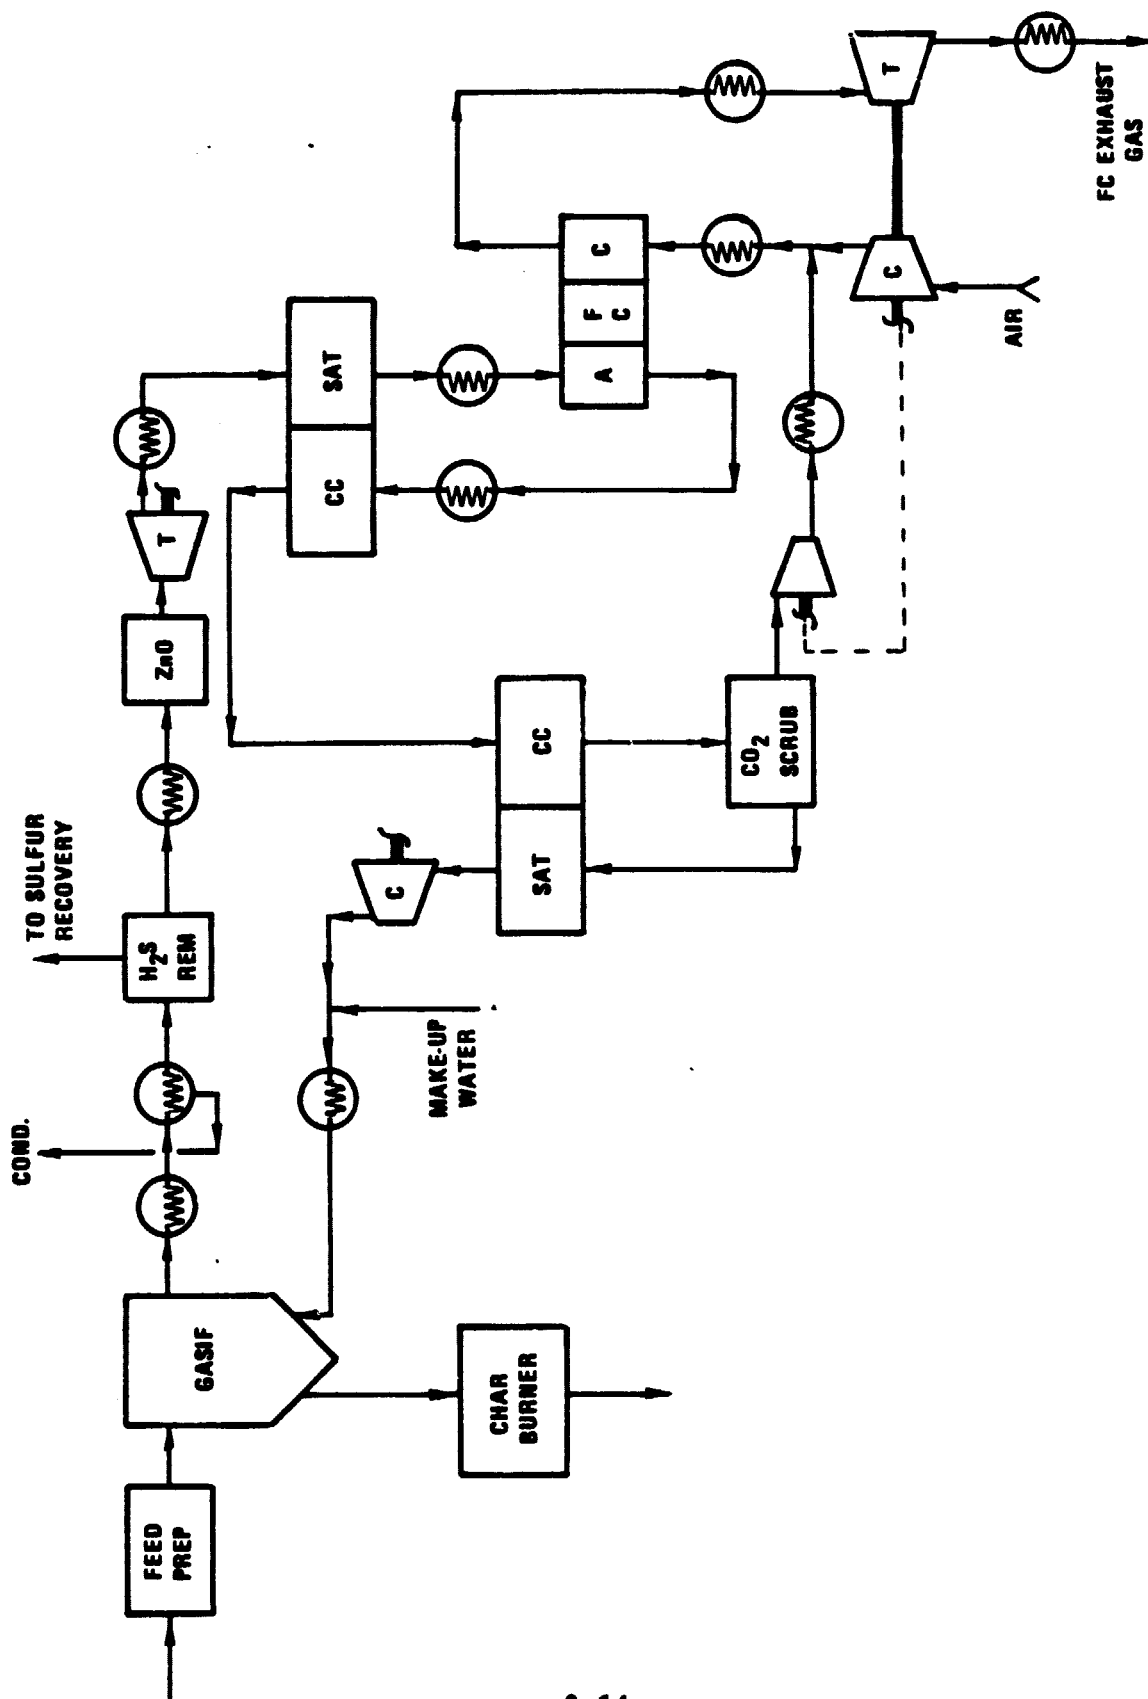 FEED
PREP
GASIF
CHAR
BURNER
COND.
H2S
REM
TO SULFUR
RECOVERY
ZnO
T
MAKE-UP
WATER
C
SAT
CC
CC
SAT
CO2
SCRUB
A
F
C
C
C
T
AIR
FC EXHAUST
GAS